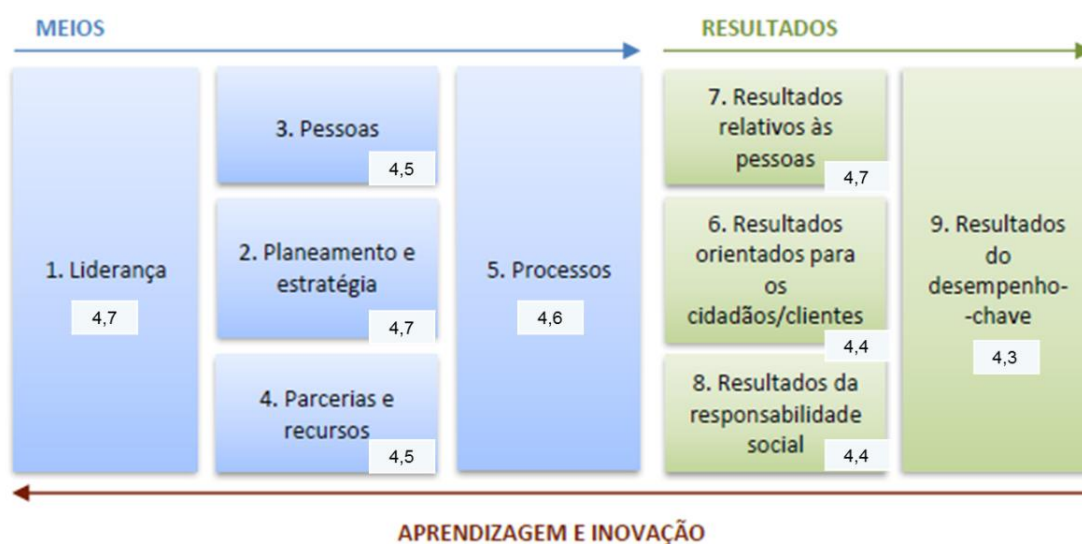 MEIOS
RESULTADOS
1. Liderança
4,7
3. Pessoas
4,5
2. Planeamento e
estratégia
4,7
4. Parcerias e
recursos
4,5
5. Processos
4,6
7. Resultados
relativos às
pessoas
4,7
6. Resultados
orientados para
os
cidadãos/clientes
4,4
8. Resultados da
responsabilidade
social
4,4
9. Resultados
do
desempenho-
-chave
4,3
APRENDIZAGEM E INOVAÇÃO